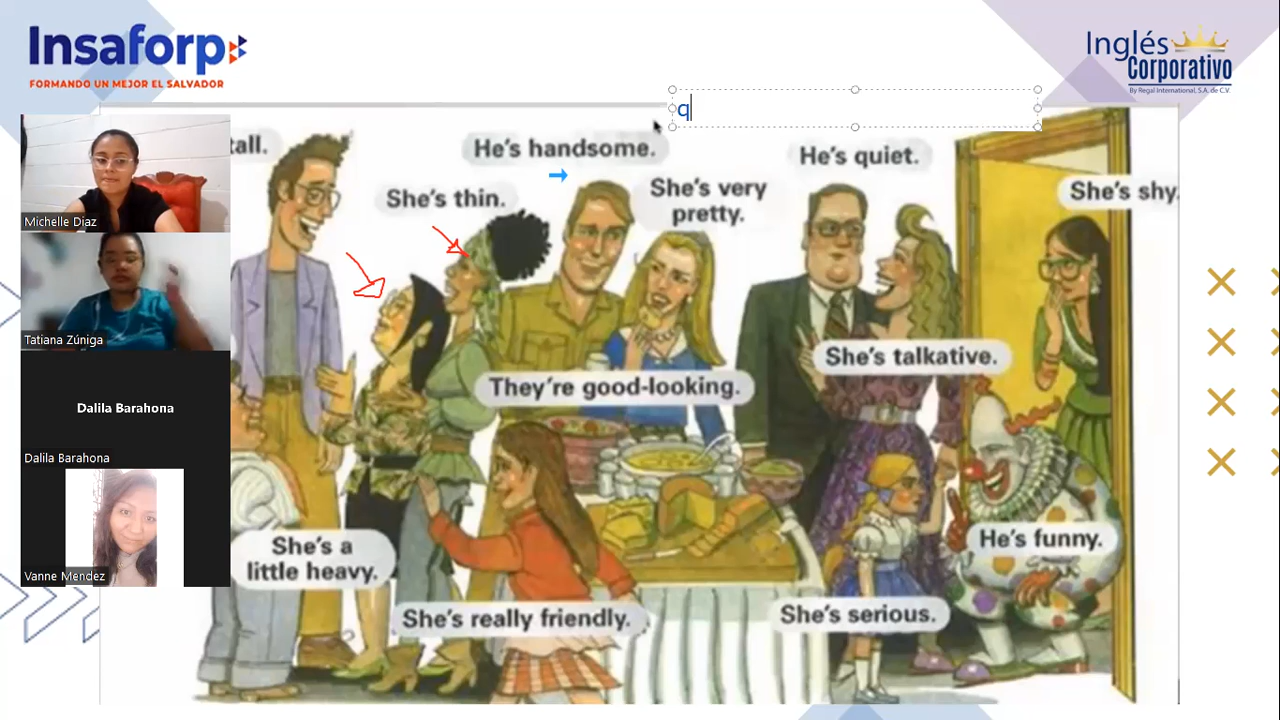 Insaforp
FORMANDO UN MEJOR EL SALVADOR
Inglés
Corporativo
By Regal International, S.A. de C.V.
q
tall.
He's handsome.
He's quiet.
She's thin.
She's very
pretty.
She's shy.
Michelle Diaz
Tatiana Zúniga
They're good-looking.
She's talkative.
Dalila Barahona
Dalila Barahona
She's a
little heavy.
He's funny.
Vanne Mendez
She's really friendly.
She's serious.